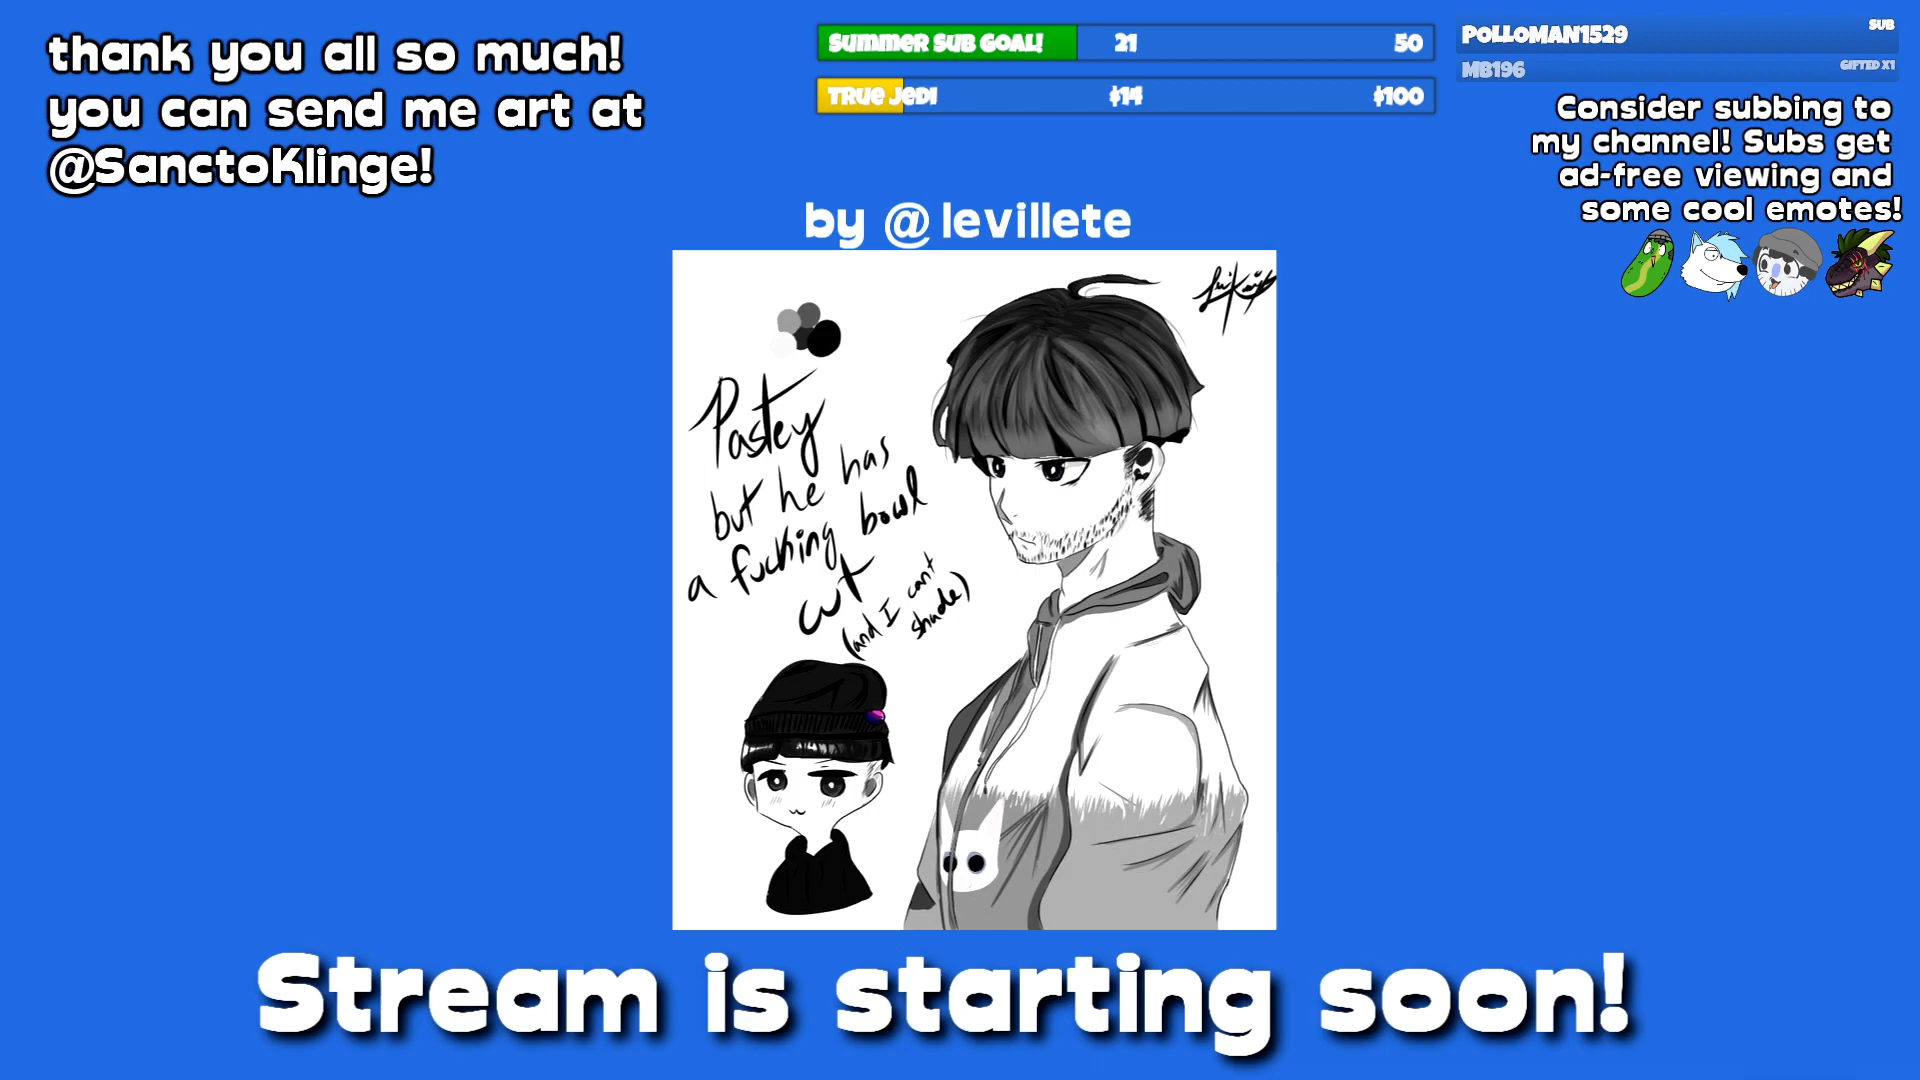 thank you all so much!
you can send me art at
@SanctoKlinge!
Summer Sub Goal! 21 50
True Jedi $14 $100
POLLOMAN1529 SUB
MB196 GIFTED X1
Consider subbing to
my channel! Subs get
ad-free viewing and
some cool emotes!
by @levillete
Pastey
but he has
a fucking bowl
cut
(and I can't
shade)
Stream is starting soon!